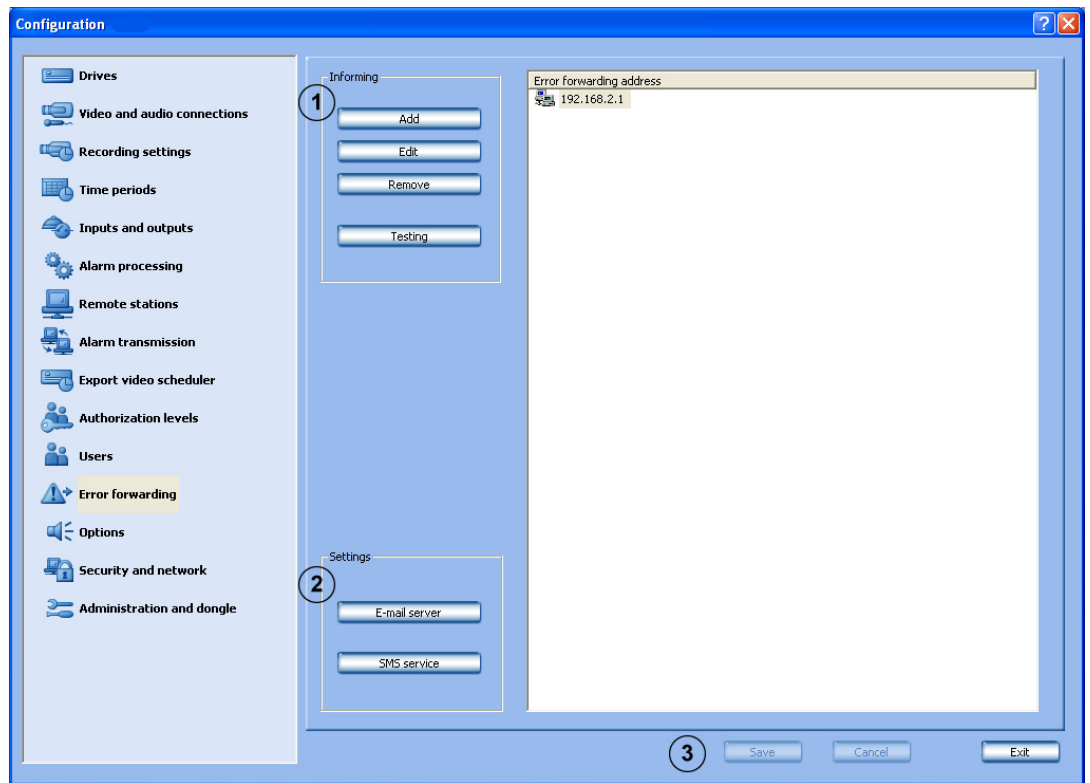 Configuration
Drives
Video and audio connections
Recording settings
Time periods
Inputs and outputs
Alarm processing
Remote stations
Alarm transmission
Export video scheduler
Authorization levels
Users
Error forwarding
Options
Security and network
Administration and dongle
Informing
1
Add
Edit
Remove
Testing
Settings
2
E-mail server
SMS service
Error forwarding address
192.168.2.1
3
Save
Cancel
Exit